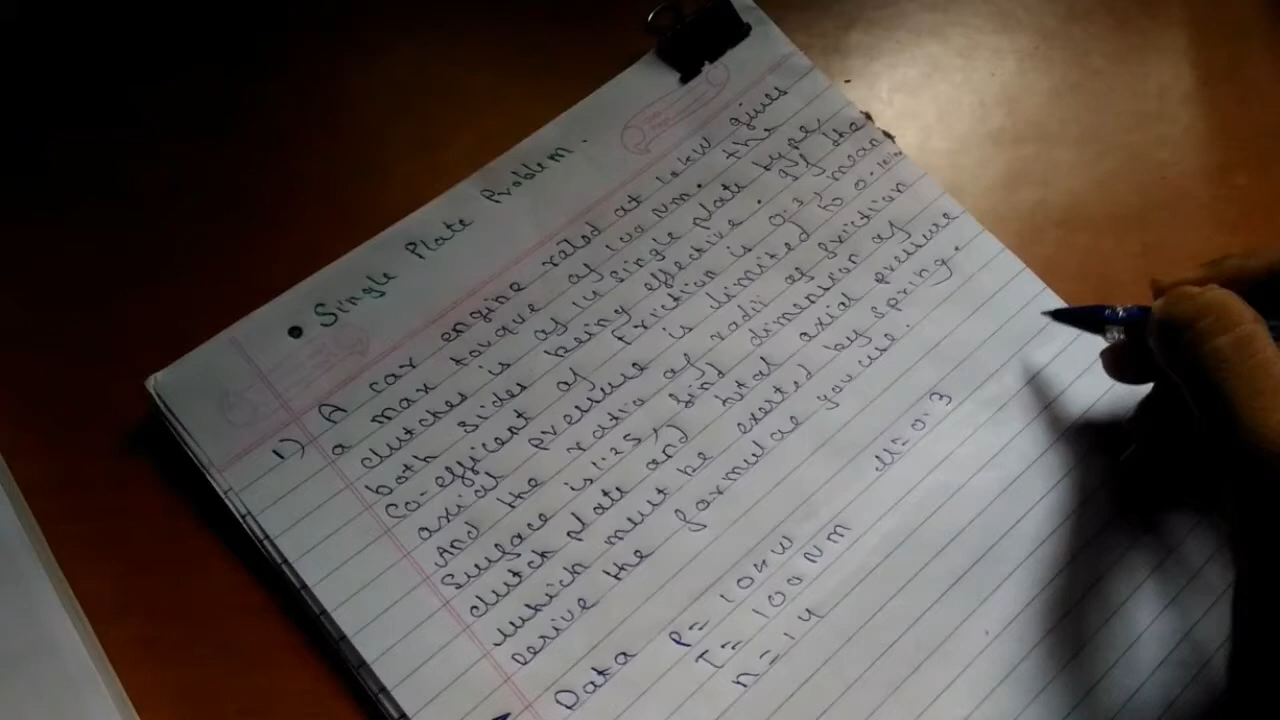 • Single Plate Problem.
1) A car engine rated at 10kW gives
a max torque of 100 Nm. The
clutches is of 14 single plate type,
both sides being effective. If the
Co-efficient of friction is 0.3, mean
axial pressure is limited to
And the ratio of radii of friction
Surface is 1.25, find dimension of
clutch plate and total axial pressure
which must be exerted by spring.
Derive the formulae you use.
Data P= 10kW μ=0.3
T= 100 Nm
n = 14